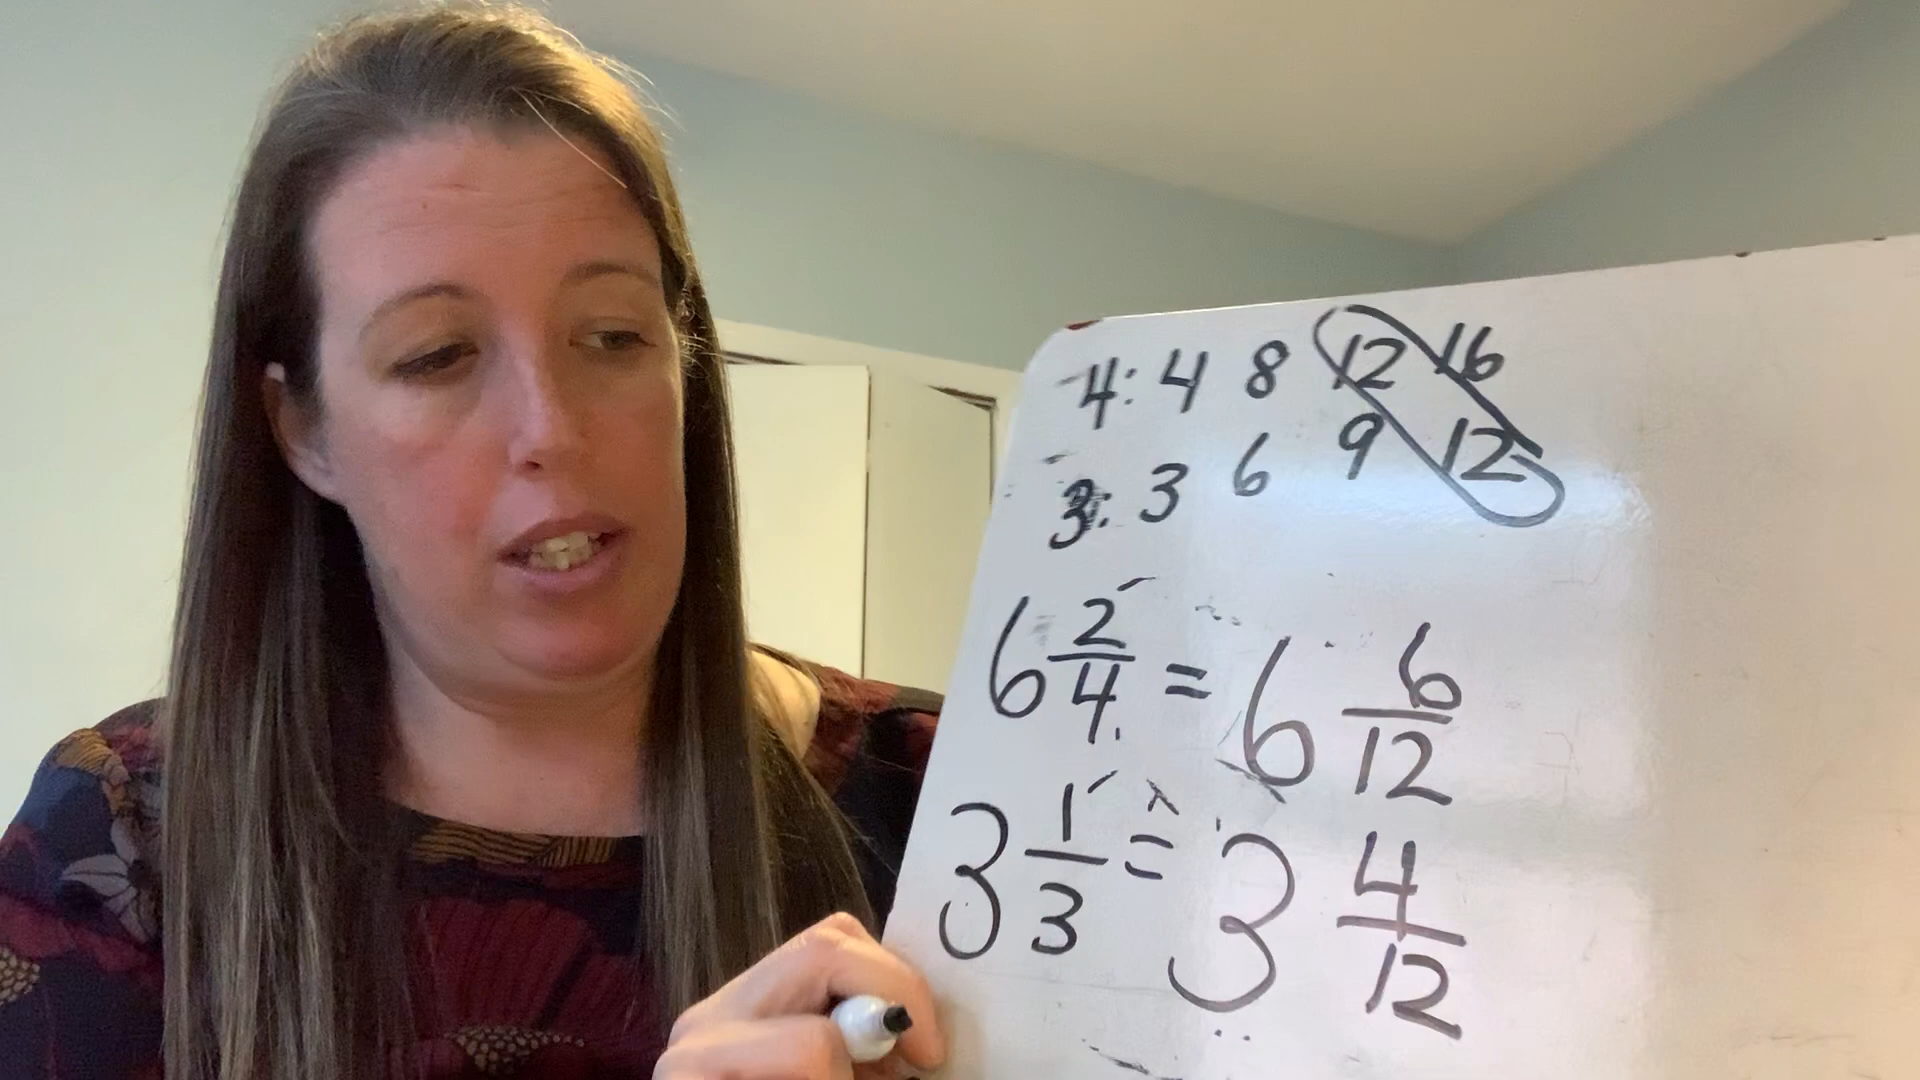 4: 4 8 12 16
3: 3 6 9 12
6 2/4 = 6 6/12
3 1/3 = 3 4/12